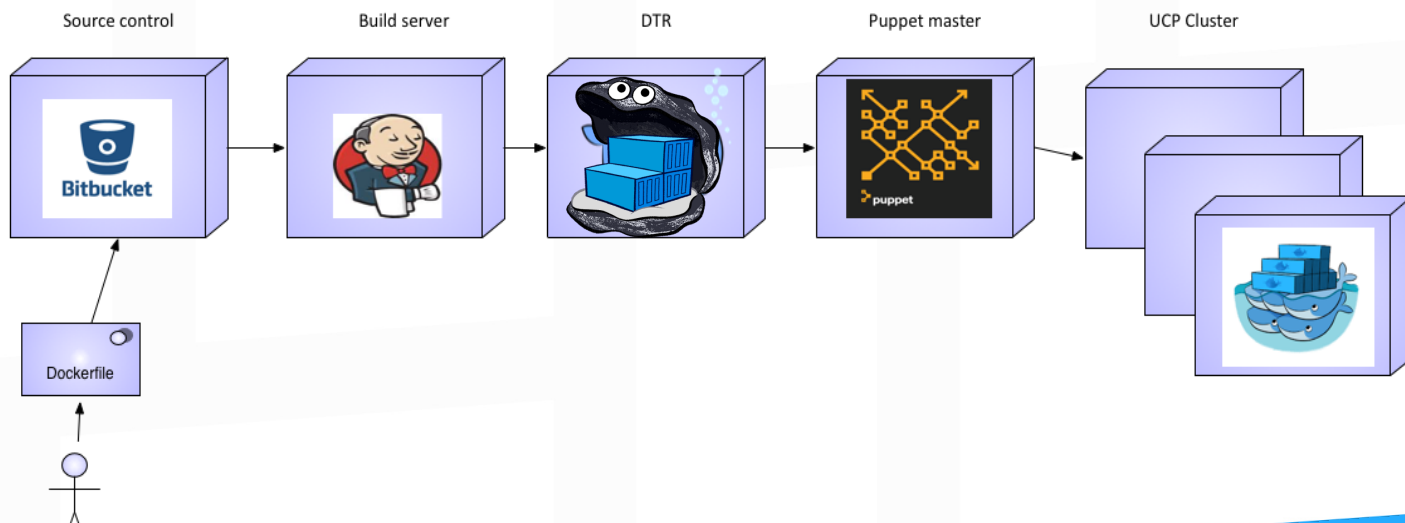 Source control
Build server
DTR
Puppet master
UCP Cluster
Bitbucket
puppet
Dockerfile